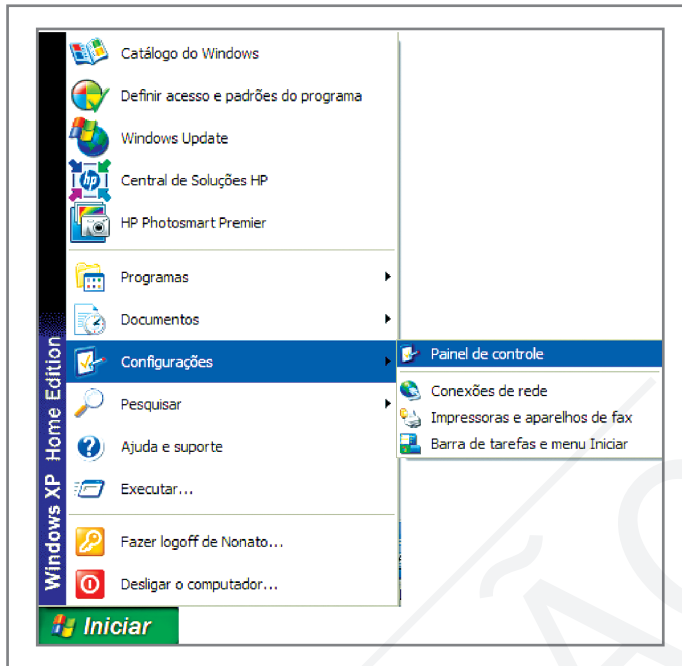 Catálogo do Windows
Definir acesso e padrões do programa
Windows Update
Central de Soluções HP
HP Photosmart Premier
Programas
Documentos
Configurações
Painel de controle
Conexões de rede
Impressoras e aparelhos de fax
Barra de tarefas e menu Iniciar
Pesquisar
Ajuda e suporte
Executar...
Fazer logoff de Nonato...
Desligar o computador...
Windows XP Home Edition
Iniciar